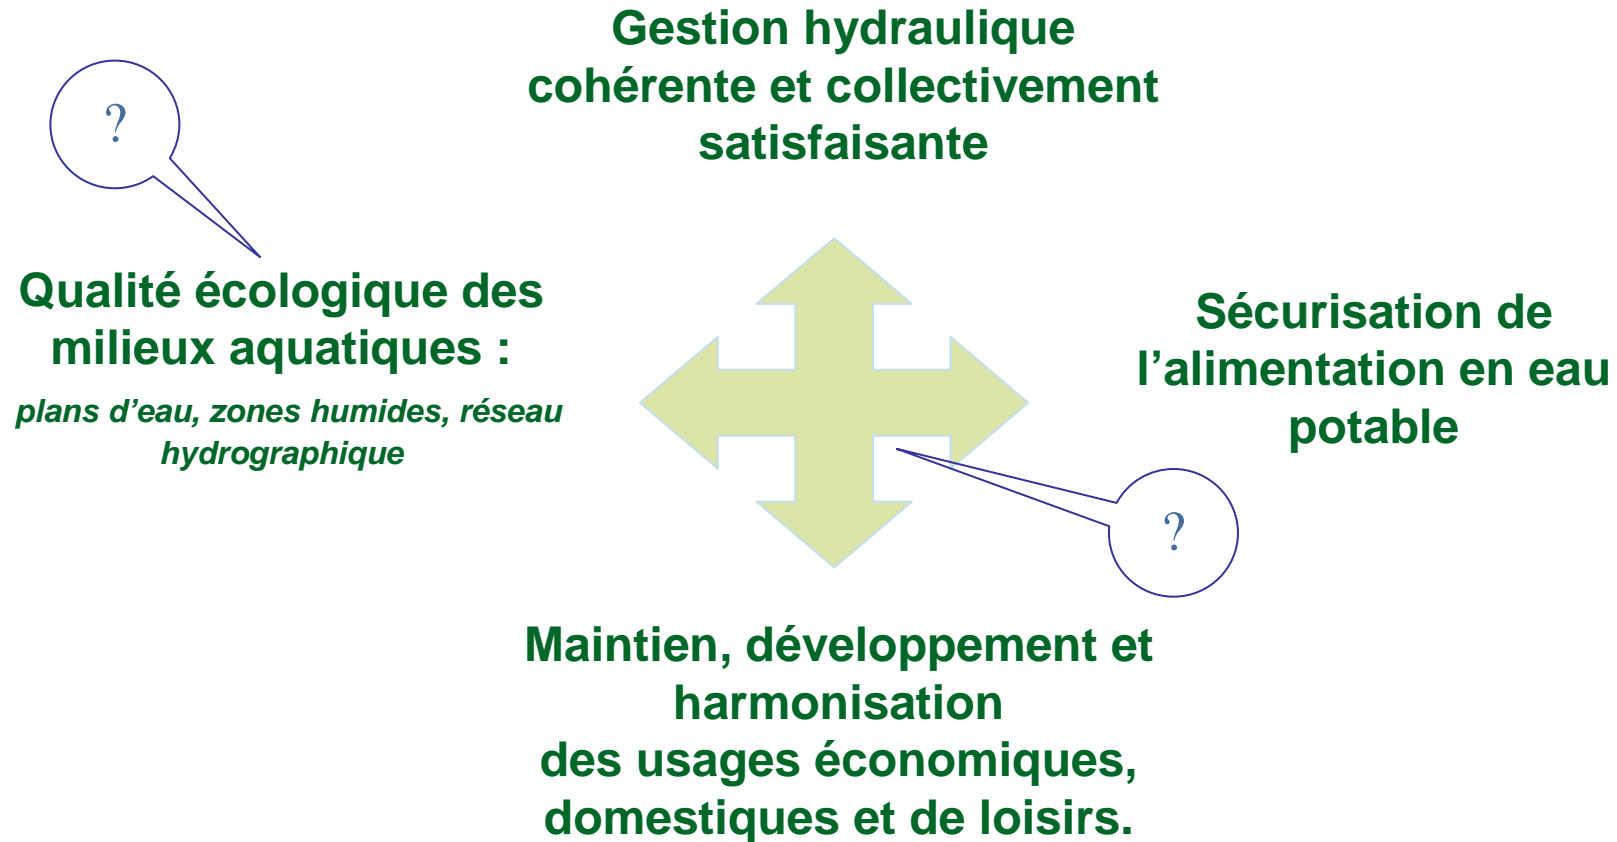 Gestion hydraulique
cohérente et collectivement
satisfaisante
?
Qualité écologique des
milieux aquatiques :
plans d’eau, zones humides, réseau
hydrographique
Sécurisation de
l’alimentation en eau
potable
?
Maintien, développement et
harmonisation
des usages économiques,
domestiques et de loisirs.